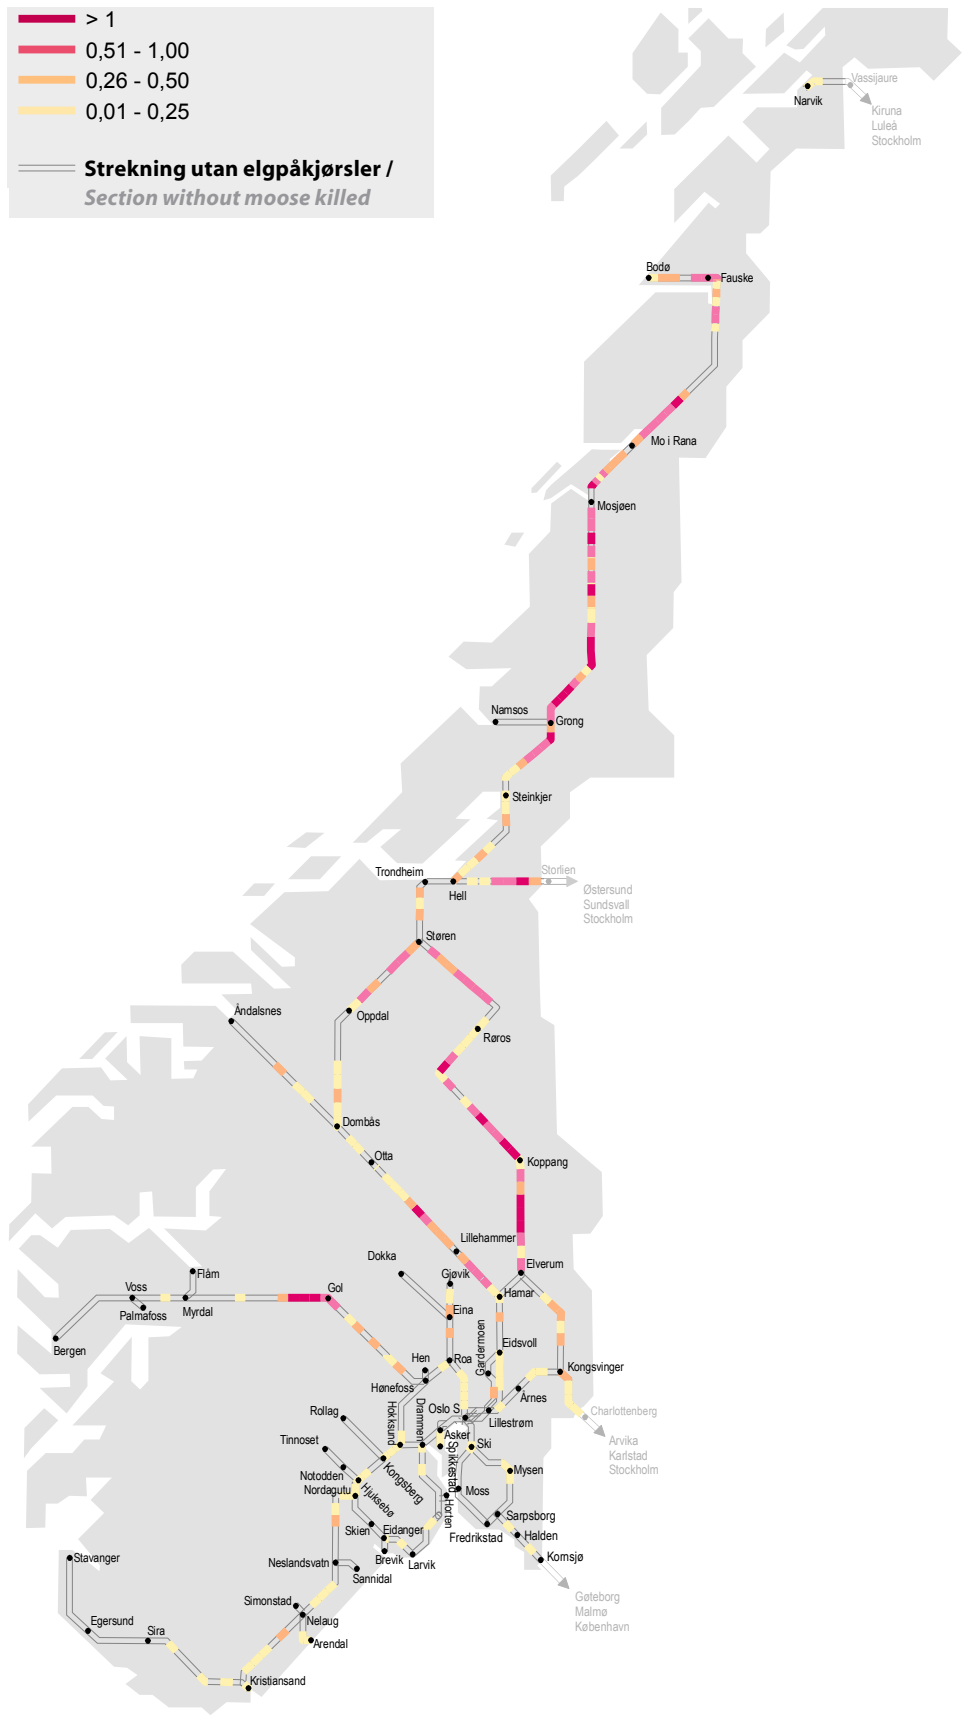 > 1
0,51 - 1,00
0,26 - 0,50
0,01 - 0,25
Strekning utan elgpåkjørsler /
Section without moose killed
Vassijaure
Narvik
Kiruna
Luleå
Stockholm
Bodø
Fauske
Mo i Rana
Mosjøen
Namsos
Grong
Steinkjer
Trondheim
Hell
Storlien
Østersund
Sundsvall
Stockholm
Støren
Åndalsnes
Oppdal
Røros
Dombås
Otta
Koppang
Lillehammer
Dokka
Gjøvik
Elverum
Hamar
Flåm
Voss
Palmafoss
Myrdal
Gol
Bergen
Eina
Gardermoen
Eidsvoll
Hen
Roa
Kongsvinger
Hønefoss
Årnes
Rollag
Hokksund
Drammen
Oslo S
Lillestrøm
Charlottenberg
Arvika
Karlstad
Stockholm
Asker
Spikkestad
Ski
Tinnoset
Kongsberg
Mysen
Notodden
Nordagutu
Hjuksebø
Moss
Horten
Sarpsborg
Skien
Eidanger
Fredrikstad
Halden
Stavanger
Neslandsvatn
Brevik
Larvik
Kornsjø
Sannidal
Simonstad
Nelaug
Gøteborg
Malmø
København
Egersund
Sira
Arendal
Kristiansand